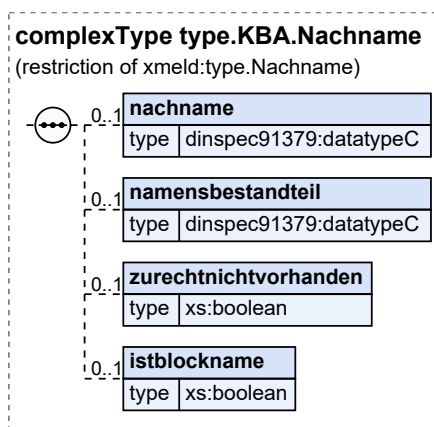 complexType type.KBA.Nachname
(restriction of xmeld:type.Nachname)
0..1 nachname
type dinspec91379:datatypeC
0..1 namensbestandteil
type dinspec91379:datatypeC
0..1 zurechtnichtvorhanden
type xs:boolean
0..1 istblockname
type xs:boolean